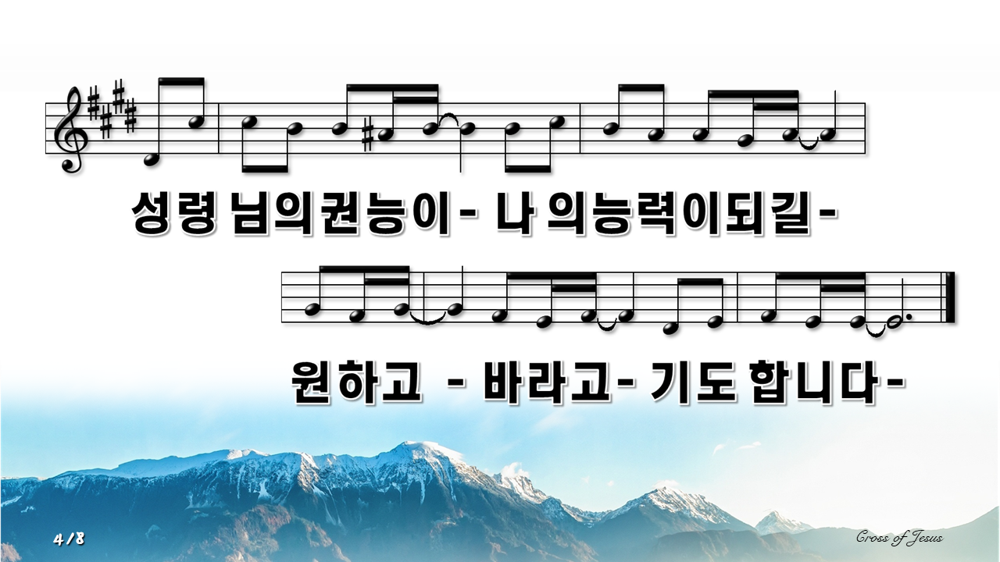 성령 님의권능이- 나 의능력이되길-
원하고 - 바라고- 기도 합니다-
4/8
Cross of Jesus